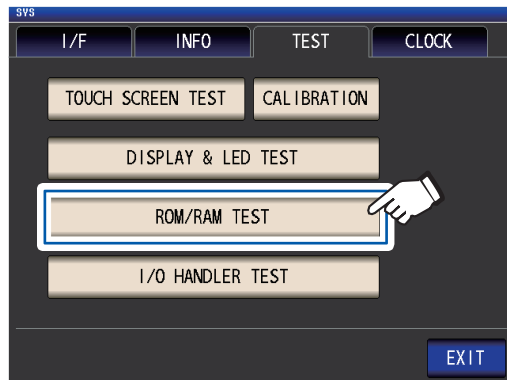 SYS
I/F INFO TEST CLOCK
TOUCH SCREEN TEST CALIBRATION
DISPLAY & LED TEST
ROM/RAM TEST
I/O HANDLER TEST
EXIT